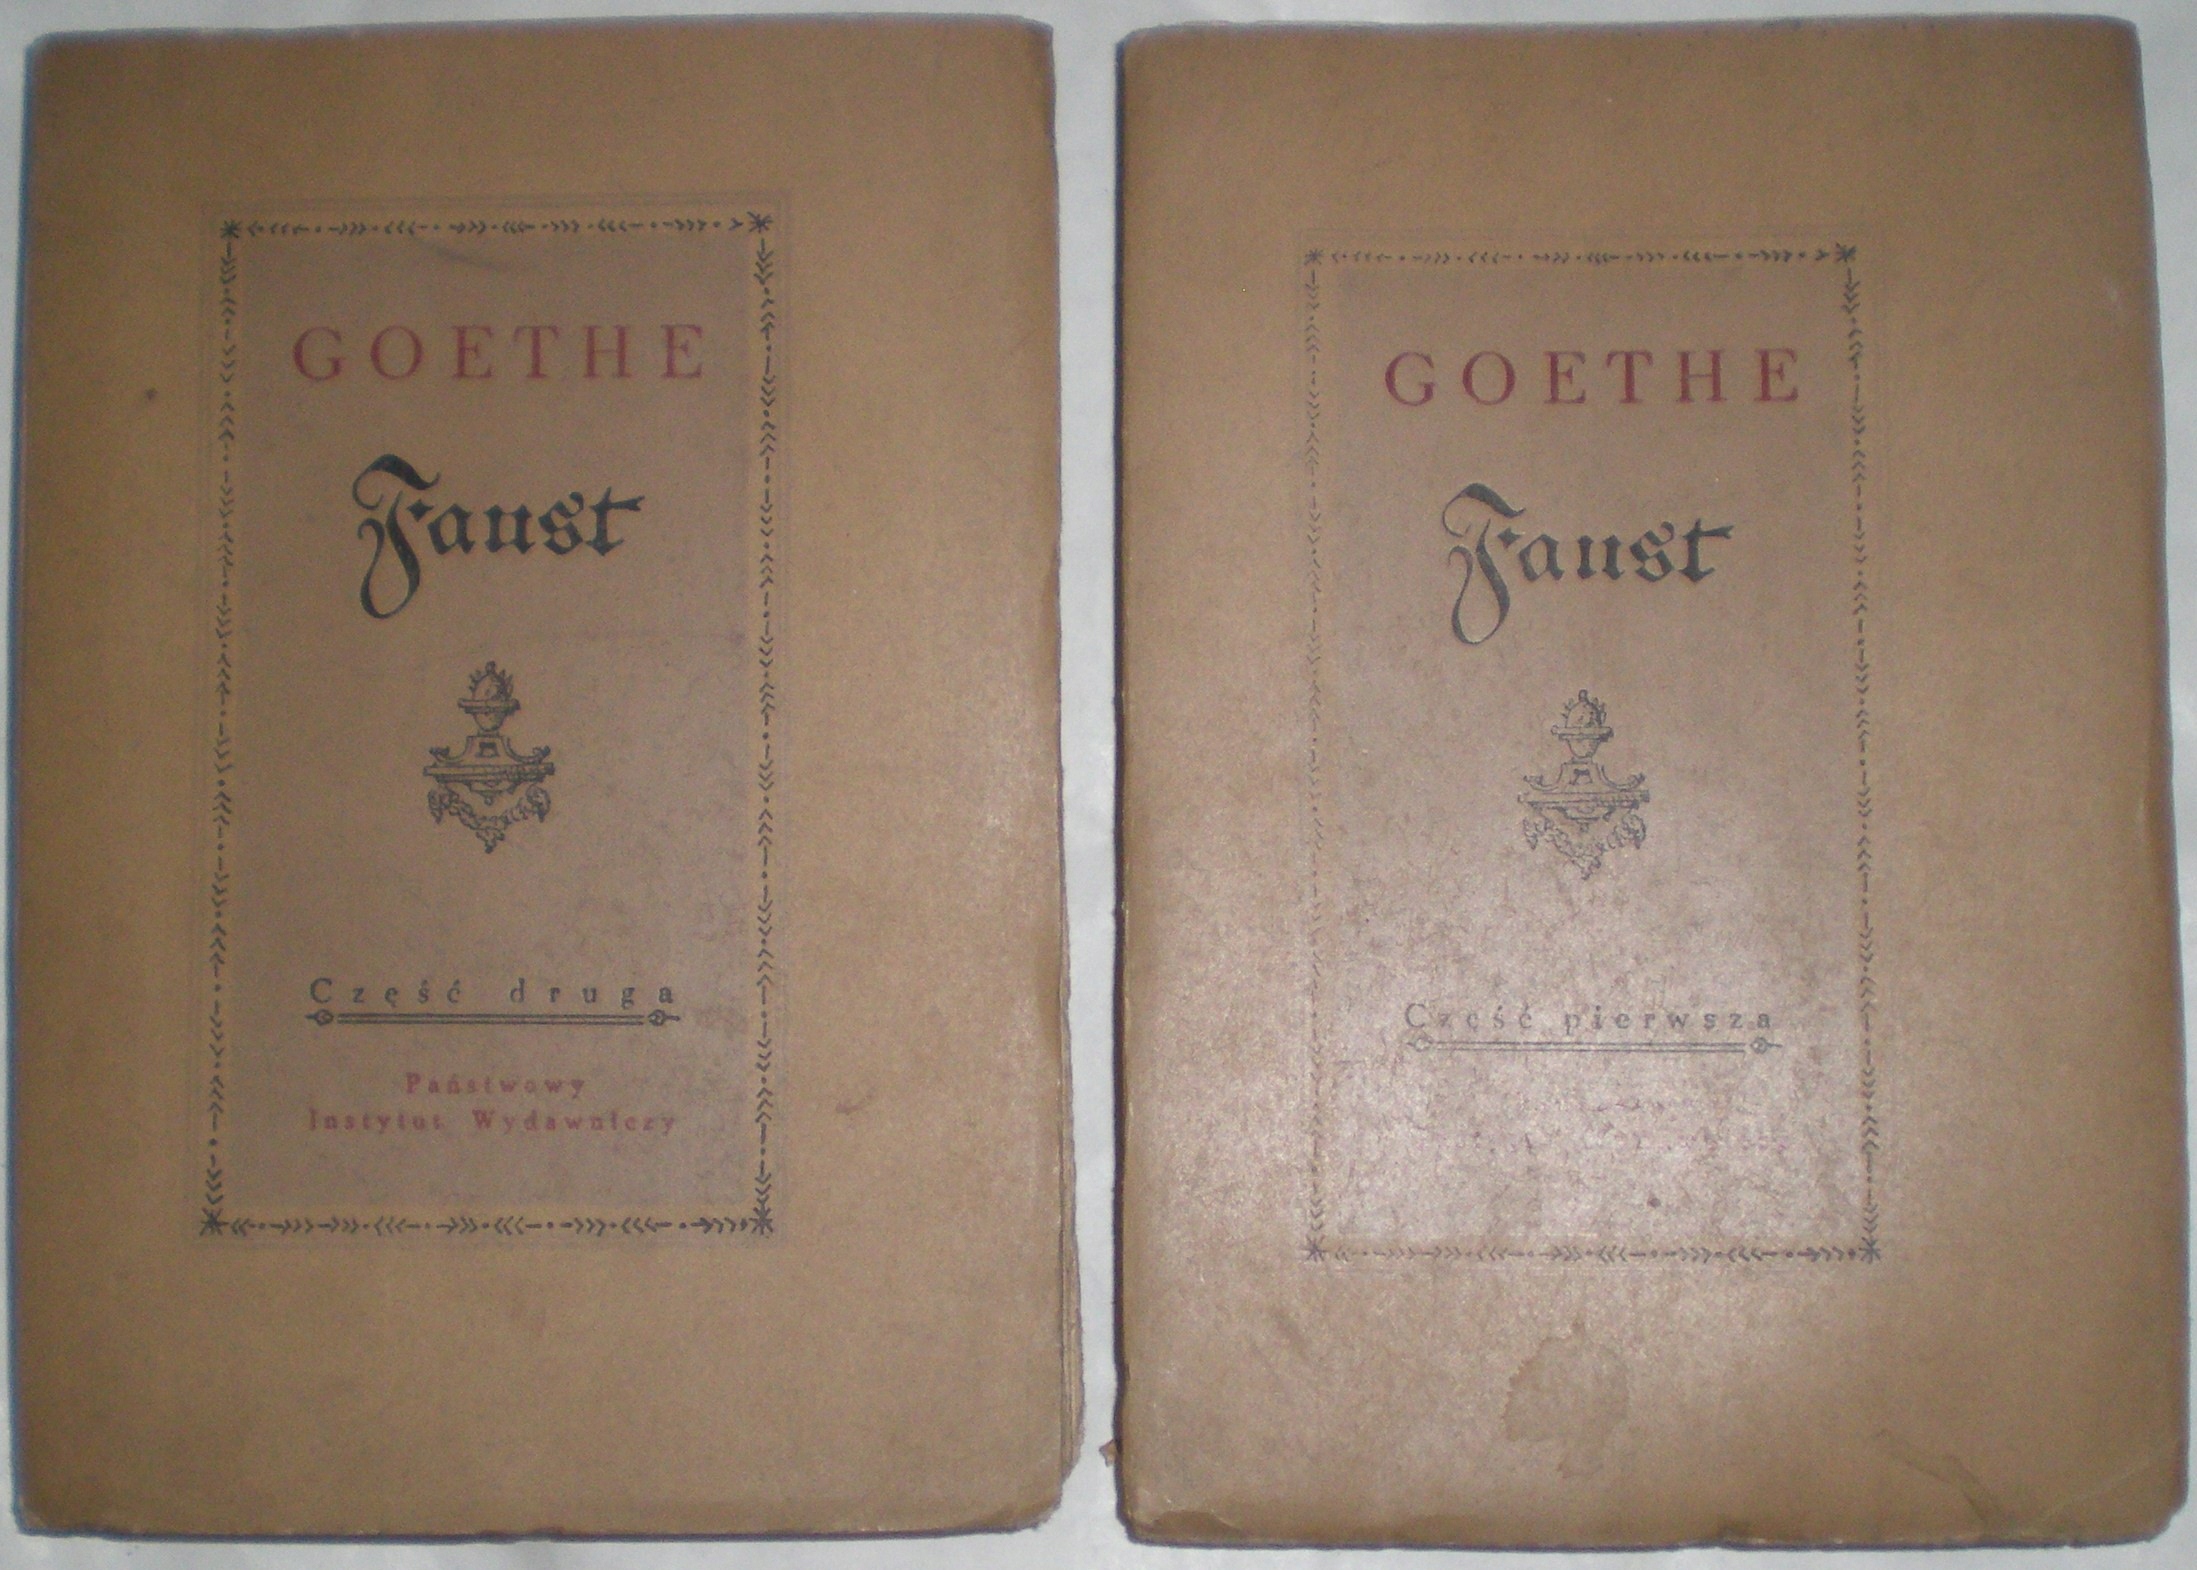 GOETHE
Faust
Część druga
Państwowy
Instytut Wydawniczy
GOETHE
Faust
Część pierwsza